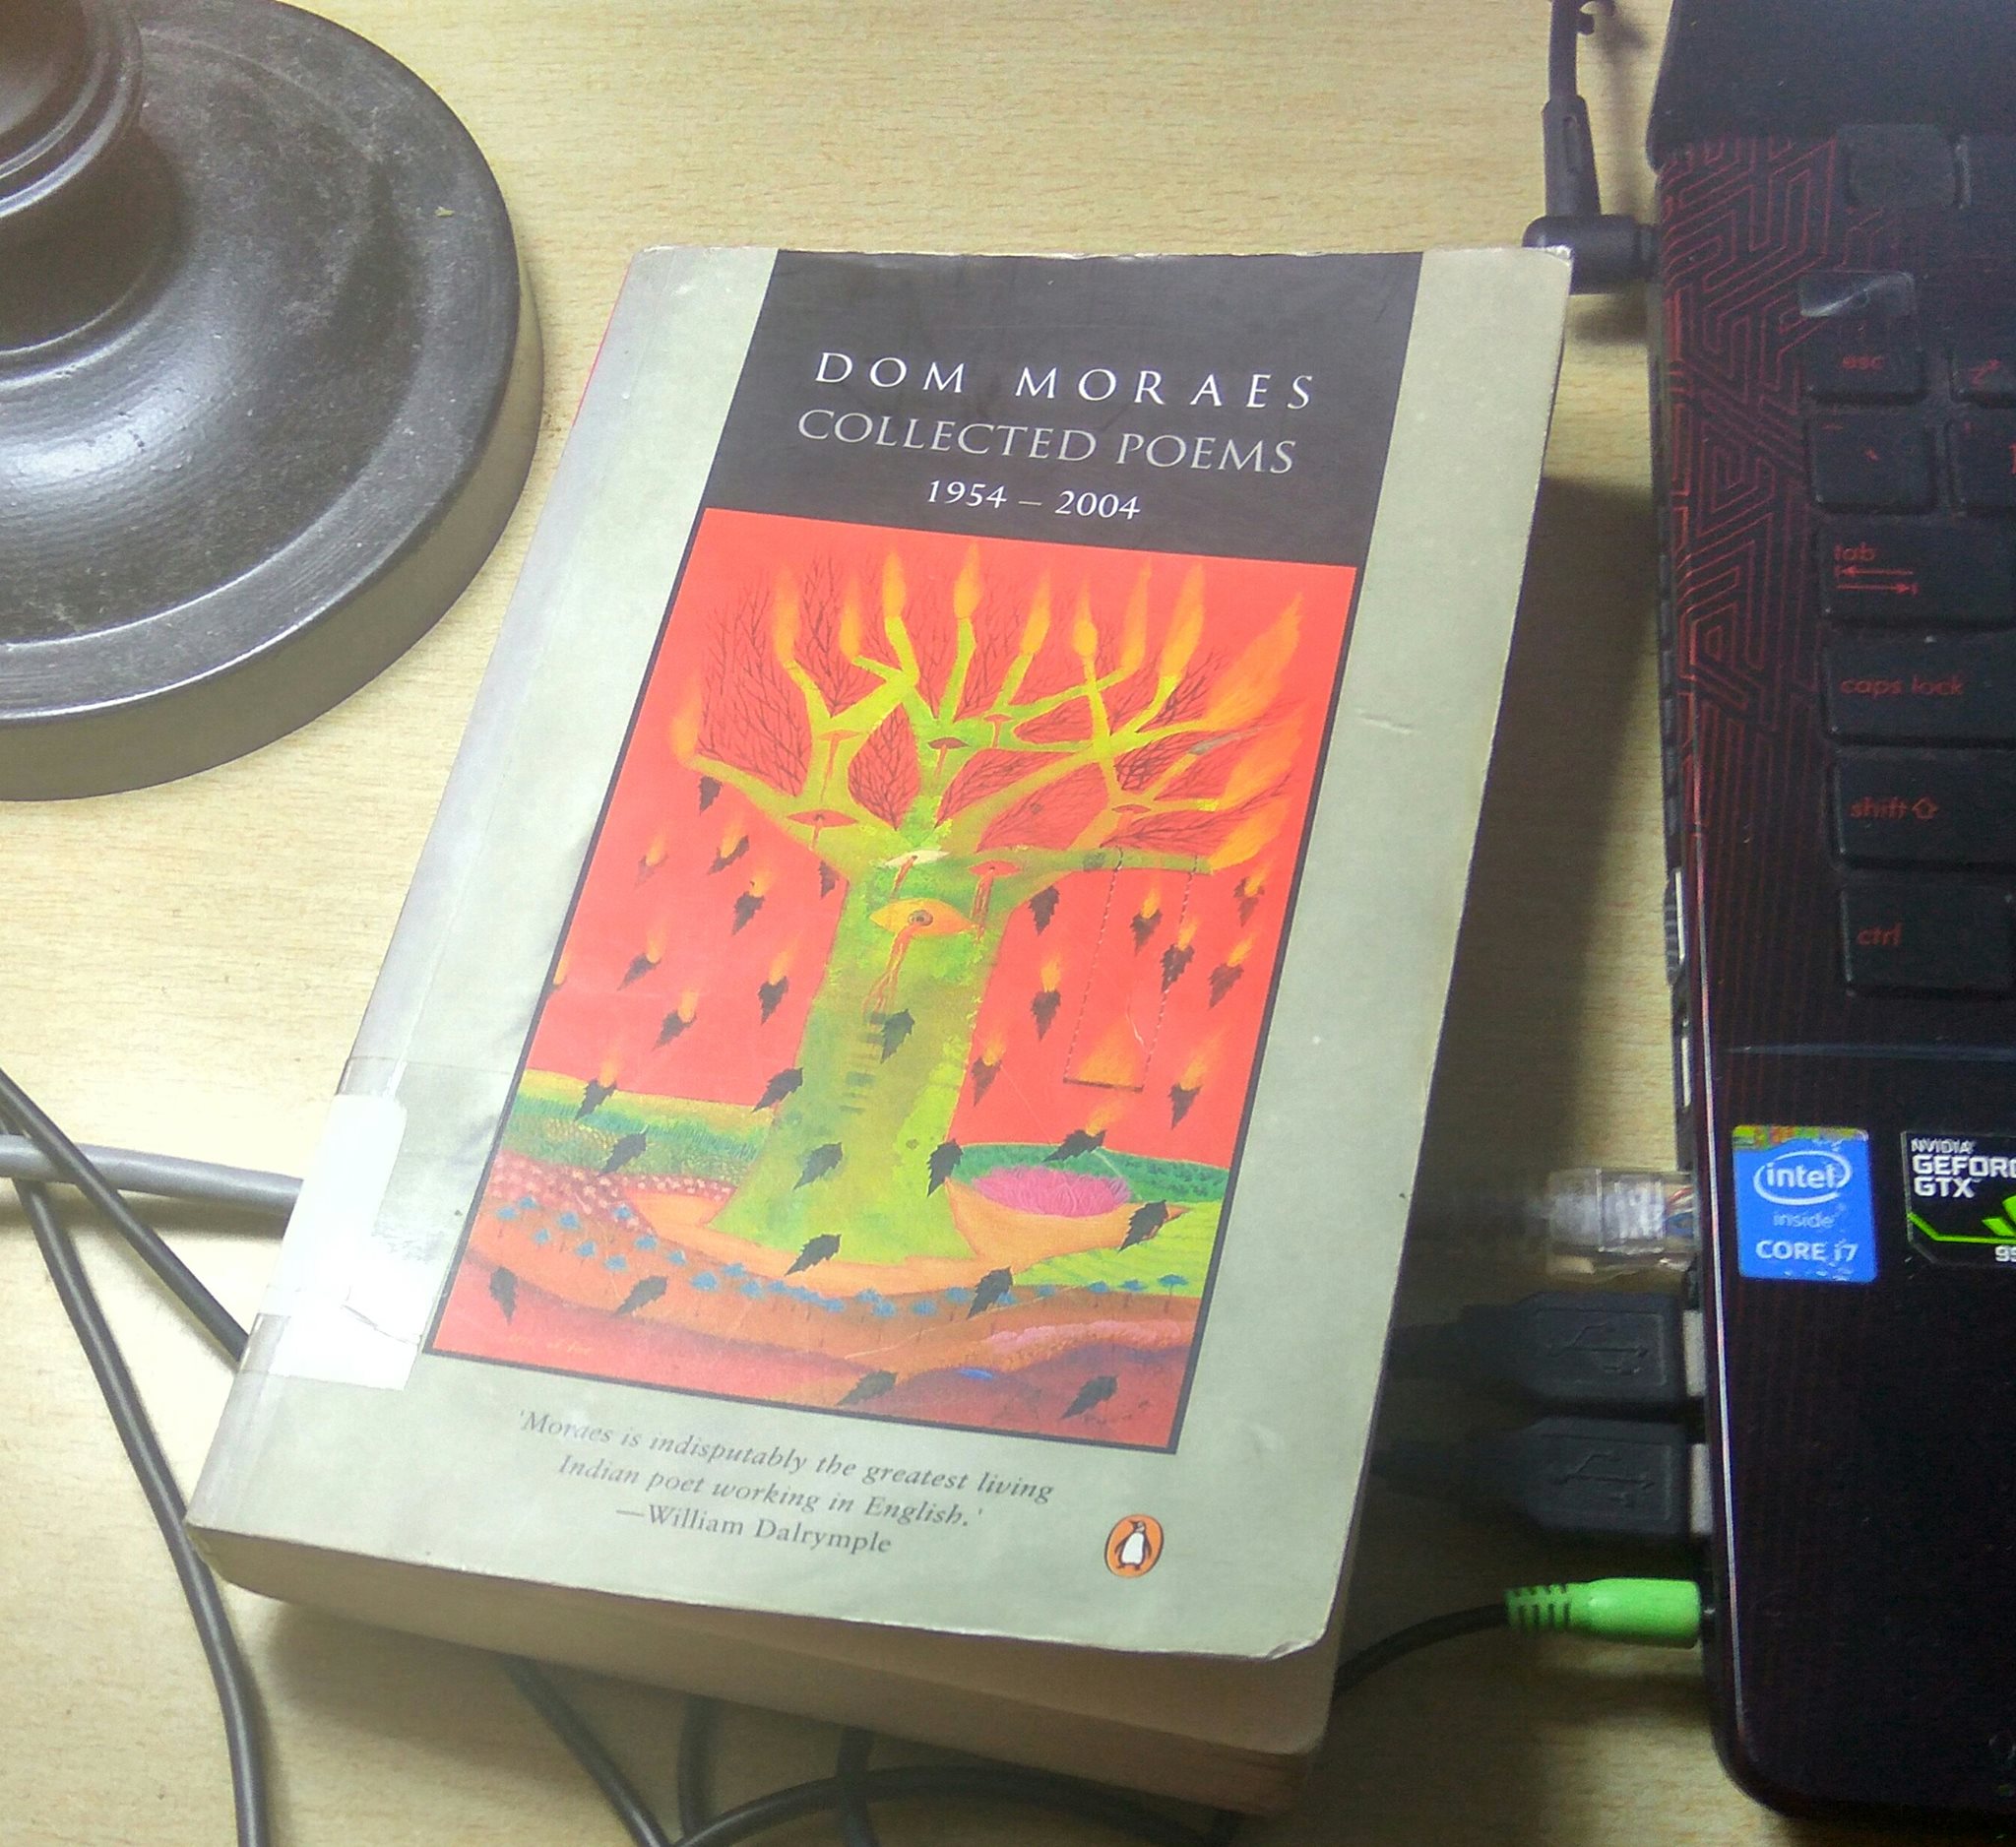 DOM MORAES
COLLECTED POEMS
1954 – 2004
'Moraes is indisputably the greatest living
Indian poet working in English.'
—William Dalrymple
esc
tab
caps lock
shift
ctrl
intel
inside
CORE i7
NVIDIA
GEFORC
GTX